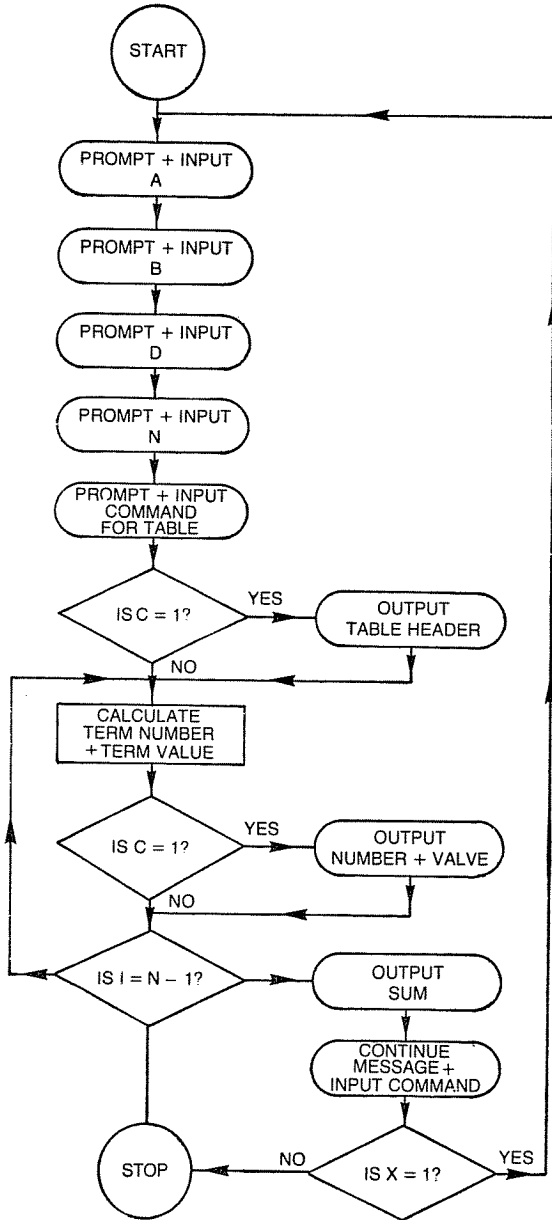 START
PROMPT + INPUT
A
PROMPT + INPUT
B
PROMPT + INPUT
D
PROMPT + INPUT
N
PROMPT + INPUT
COMMAND
FOR TABLE
IS C = 1?
YES
OUTPUT
TABLE HEADER
NO
CALCULATE
TERM NUMBER
+ TERM VALUE
IS C = 1?
YES
OUTPUT
NUMBER + VALVE
NO
IS I = N – 1?
OUTPUT
SUM
CONTINUE
MESSAGE +
INPUT COMMAND
STOP
NO
IS X = 1?
YES